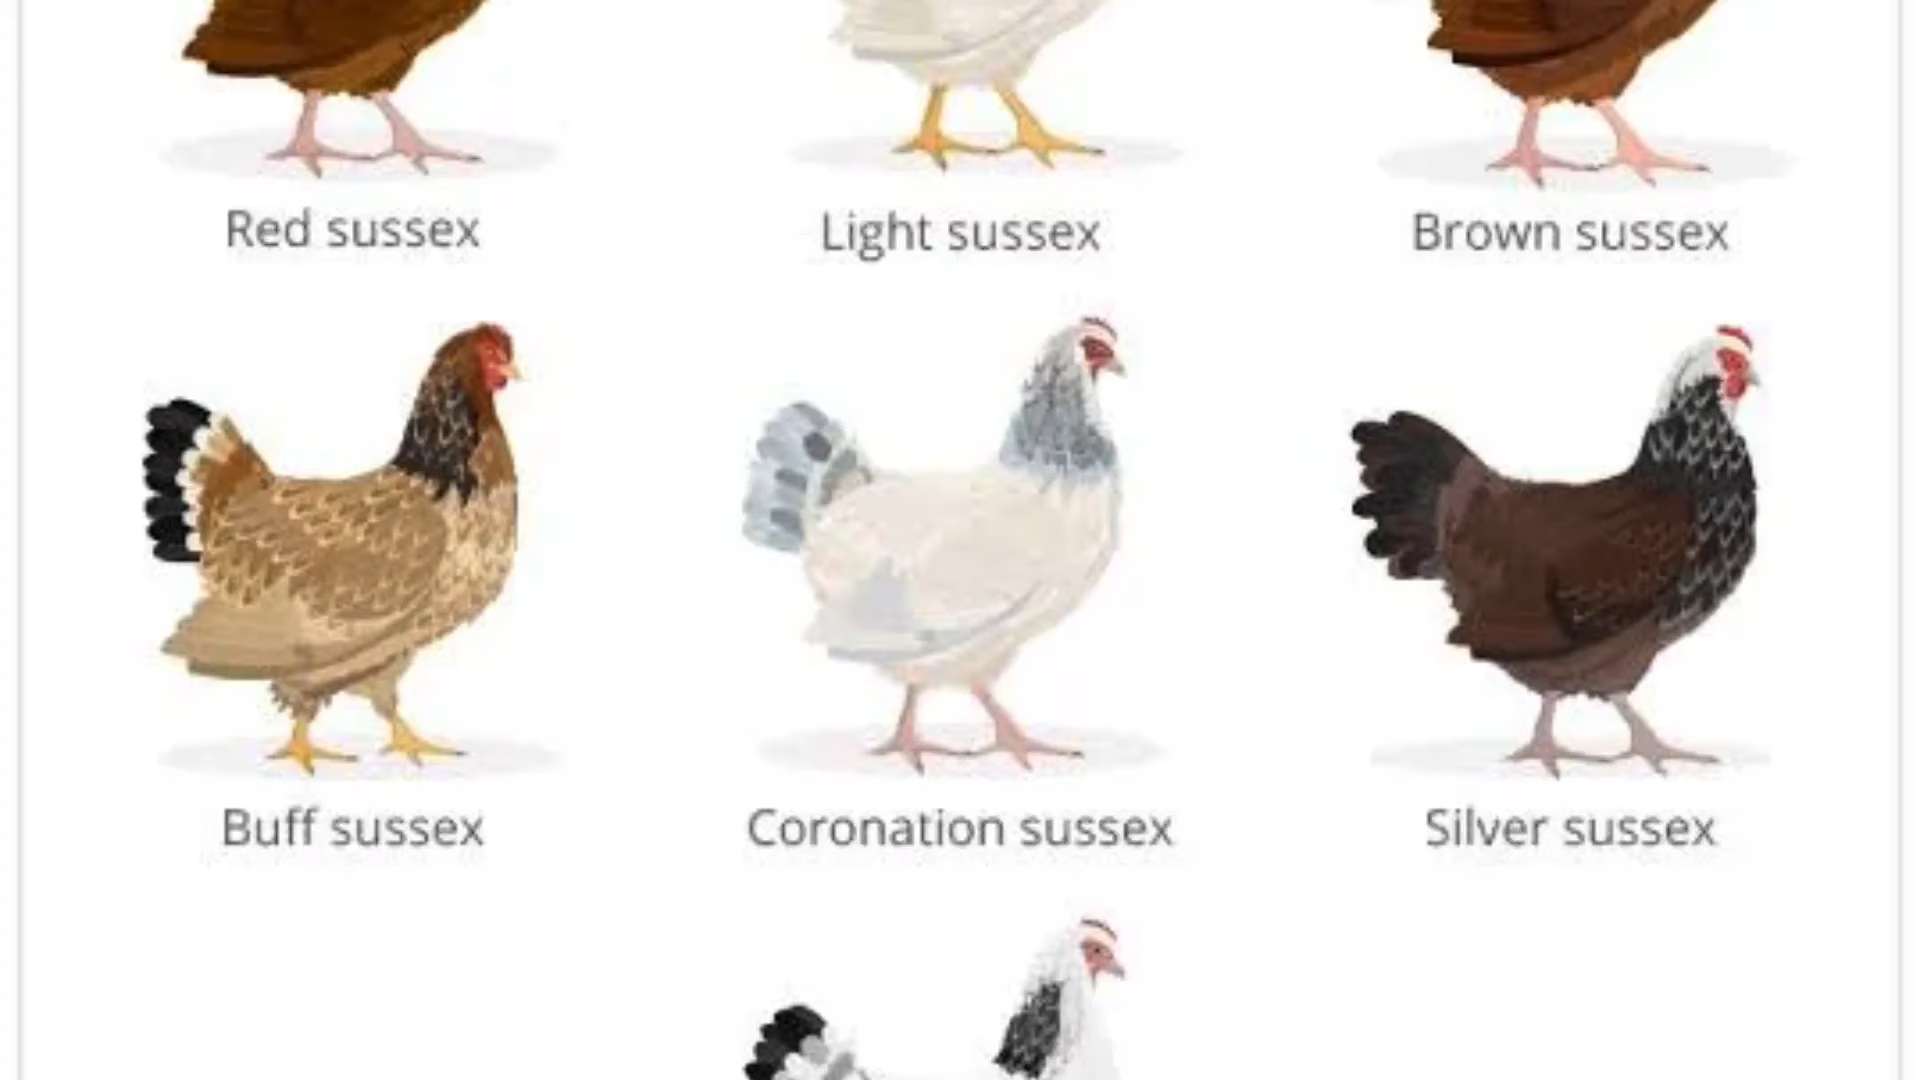 Red sussex
Light sussex
Brown sussex
Buff sussex
Coronation sussex
Silver sussex